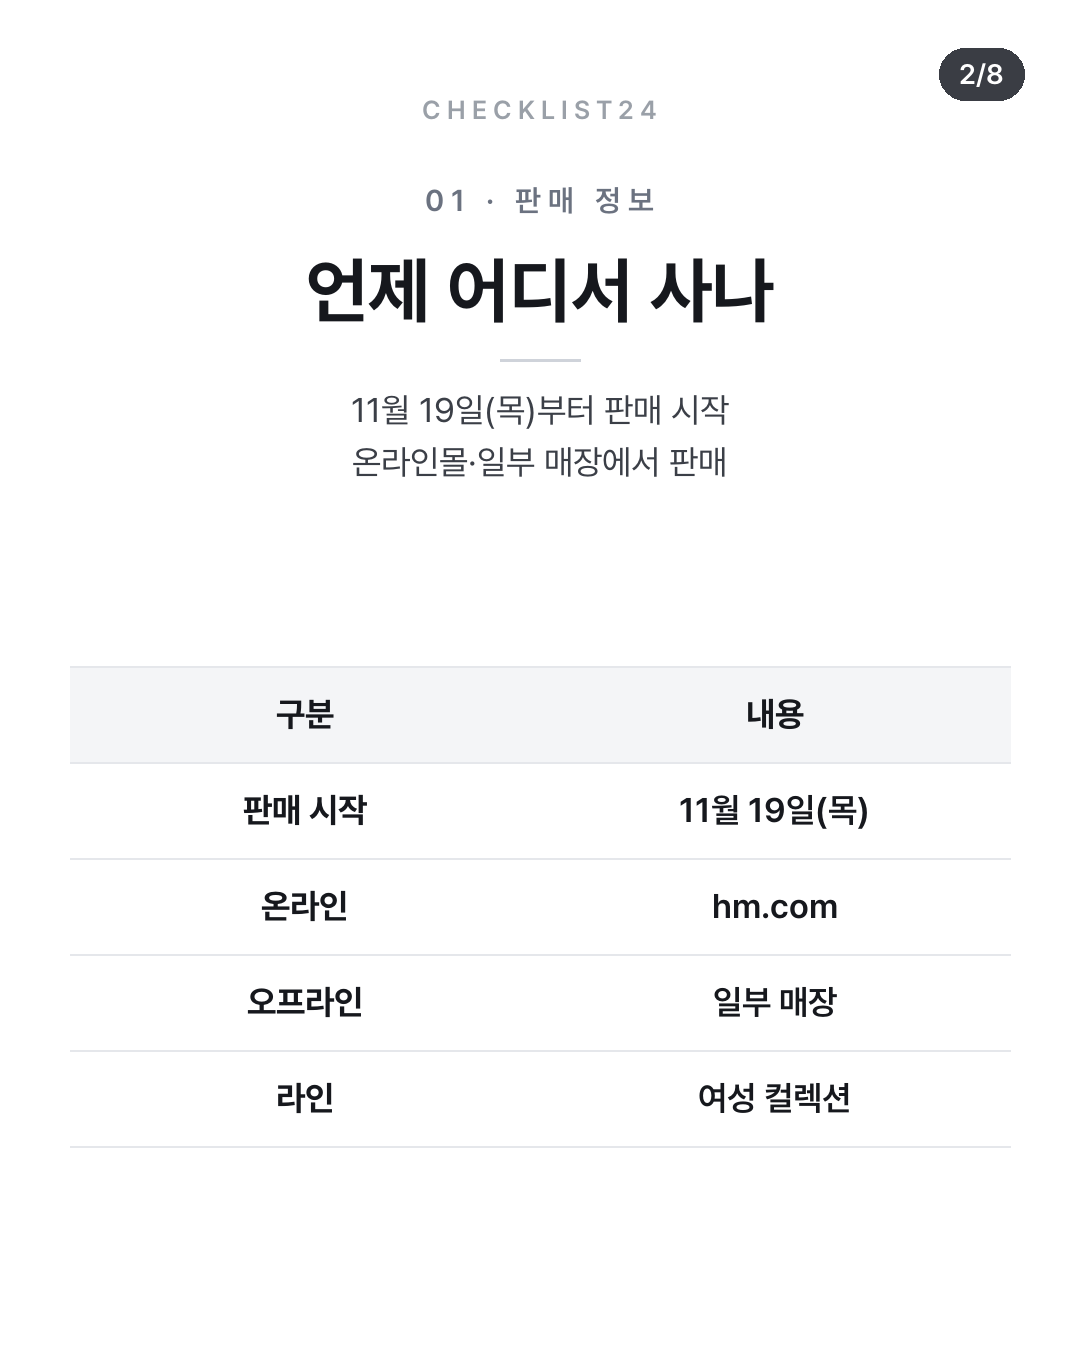 2/8
CHECKLIST24
01 · 판매 정보
언제 어디서 사나
11월 19일(목)부터 판매 시작
온라인몰·일부 매장에서 판매
구분 내용
판매 시작 11월 19일(목)
온라인 hm.com
오프라인 일부 매장
라인 여성 컬렉션